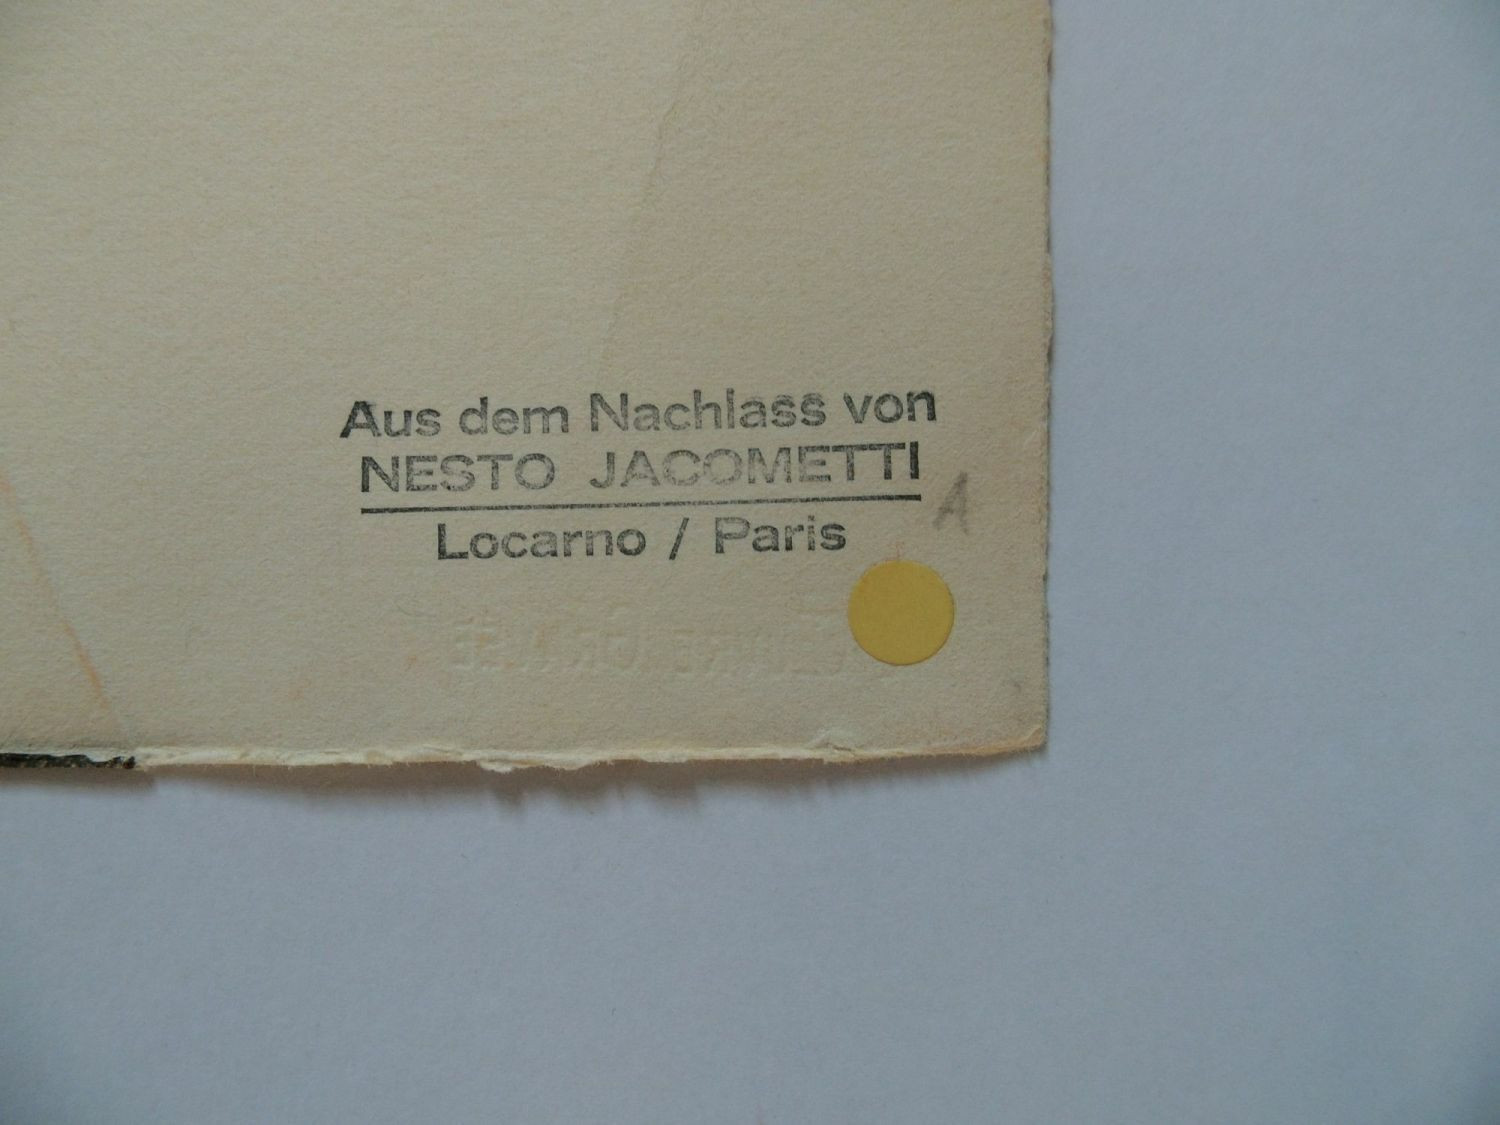 Aus dem Nachlass von
NESTO JACOMETTI
A
Locarno / Paris